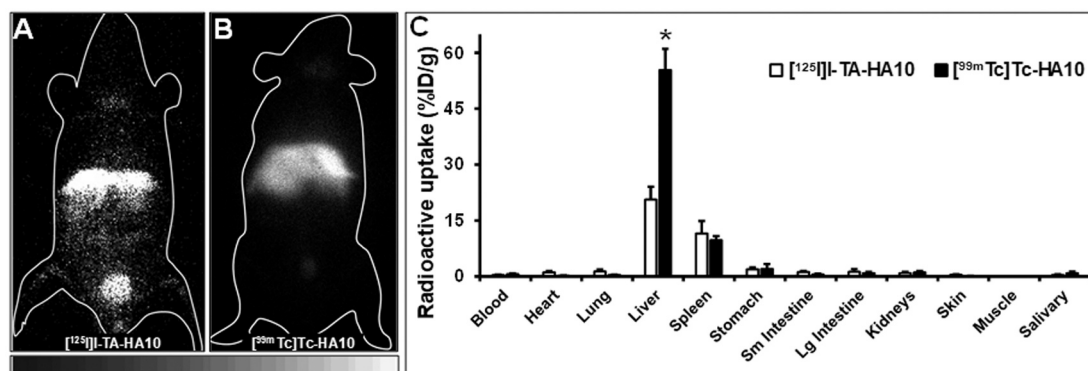 A
B
C
[¹²⁵I]I-TA-HA10
[⁹⁹ᵐTc]Tc-HA10
Radioactive uptake (%ID/g)
60
45
30
15
0
*
[¹²⁵I]I-TA-HA10
[⁹⁹ᵐTc]Tc-HA10
Blood
Heart
Lung
Liver
Spleen
Stomach
Sm Intestine
Lg Intestine
Kidneys
Skin
Muscle
Salivary